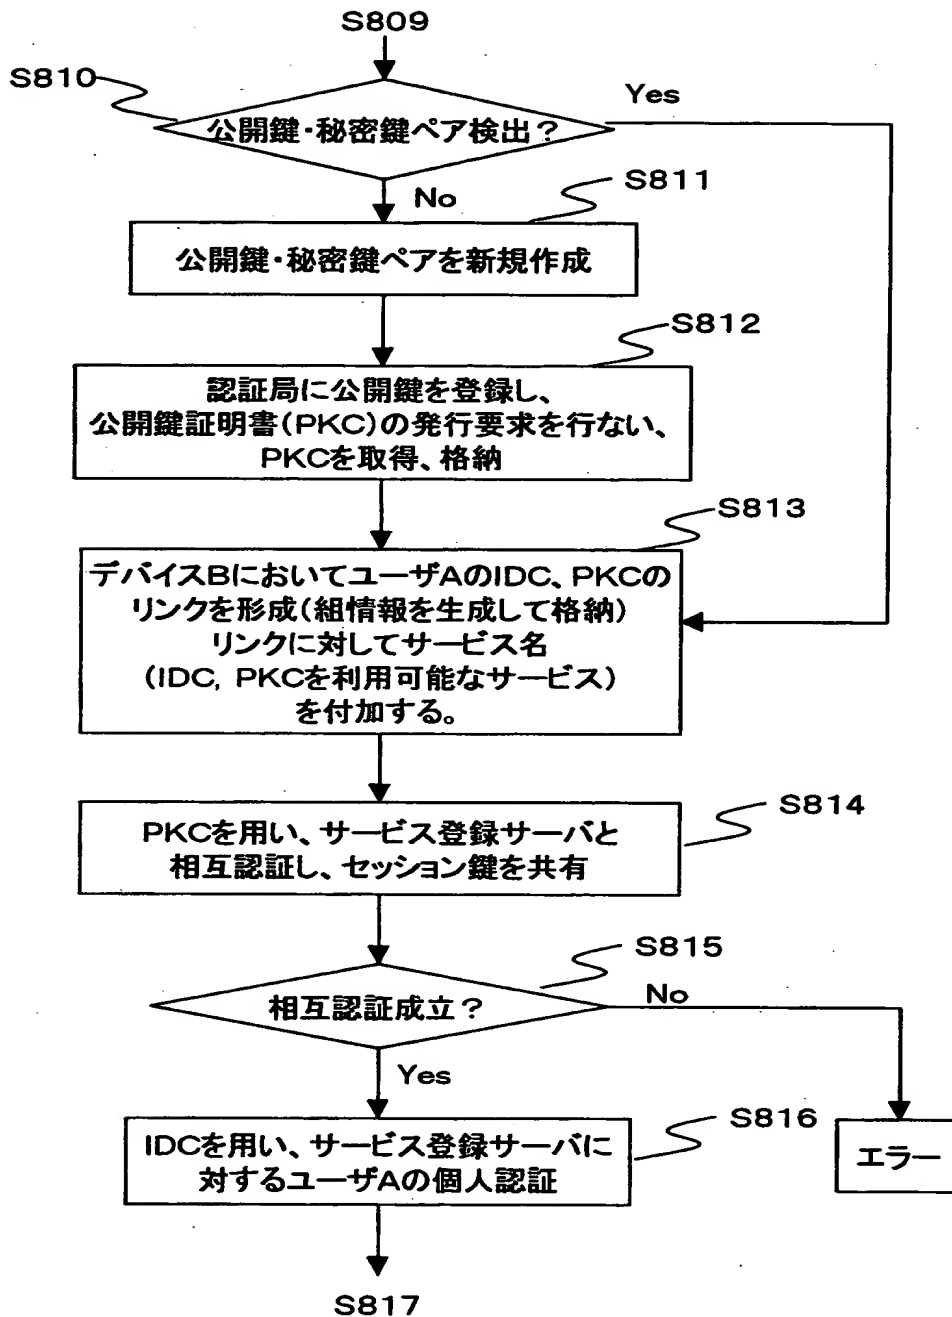 S809
S810
公開鍵・秘密鍵ペア検出？
Yes
No
S811
公開鍵・秘密鍵ペアを新規作成
S812
認証局に公開鍵を登録し、
公開鍵証明書(PKC)の発行要求を行ない、
PKCを取得、格納
S813
デバイスBにおいてユーザAのIDC、PKCの
リンクを形成(組情報を生成して格納)
リンクに対してサービス名
(IDC, PKCを利用可能なサービス)
を付加する。
S814
PKCを用い、サービス登録サーバと
相互認証し、セッション鍵を共有
S815
相互認証成立？
No
Yes
S816
IDCを用い、サービス登録サーバに
対するユーザAの個人認証
エラー
S817